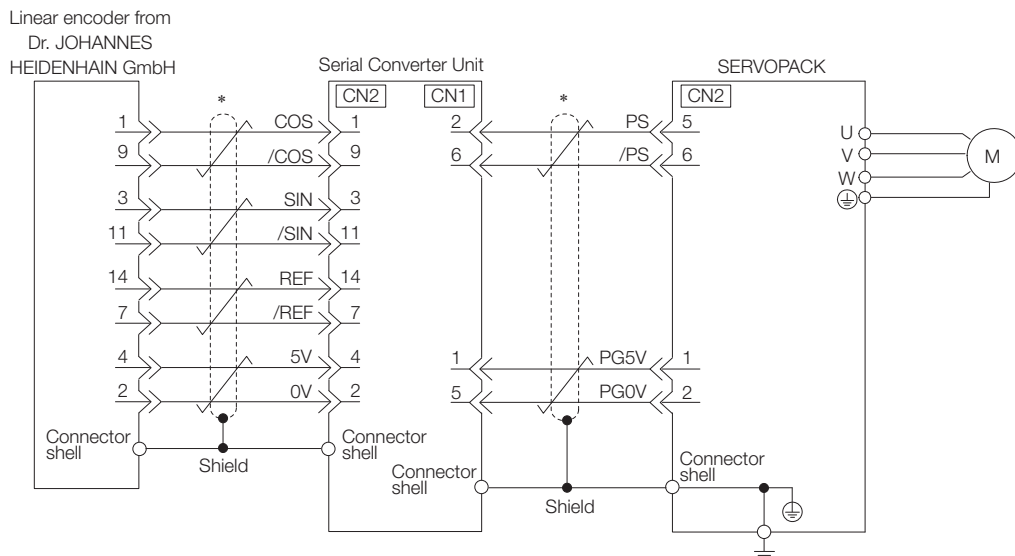 Linear encoder from
Dr. JOHANNES
HEIDENHAIN GmbH
Serial Converter Unit
SERVOPACK
CN2
CN1
CN2
*
*
1 COS 1
2 PS 5
9 /COS 9
6 /PS 6
U
V
W
M
3 SIN 3
11 /SIN 11
14 REF 14
7 /REF 7
4 5V 4
1 PG5V 1
2 0V 2
5 PG0V 2
Connector
shell
Shield
Connector
shell
Connector
shell
Shield
Connector
shell